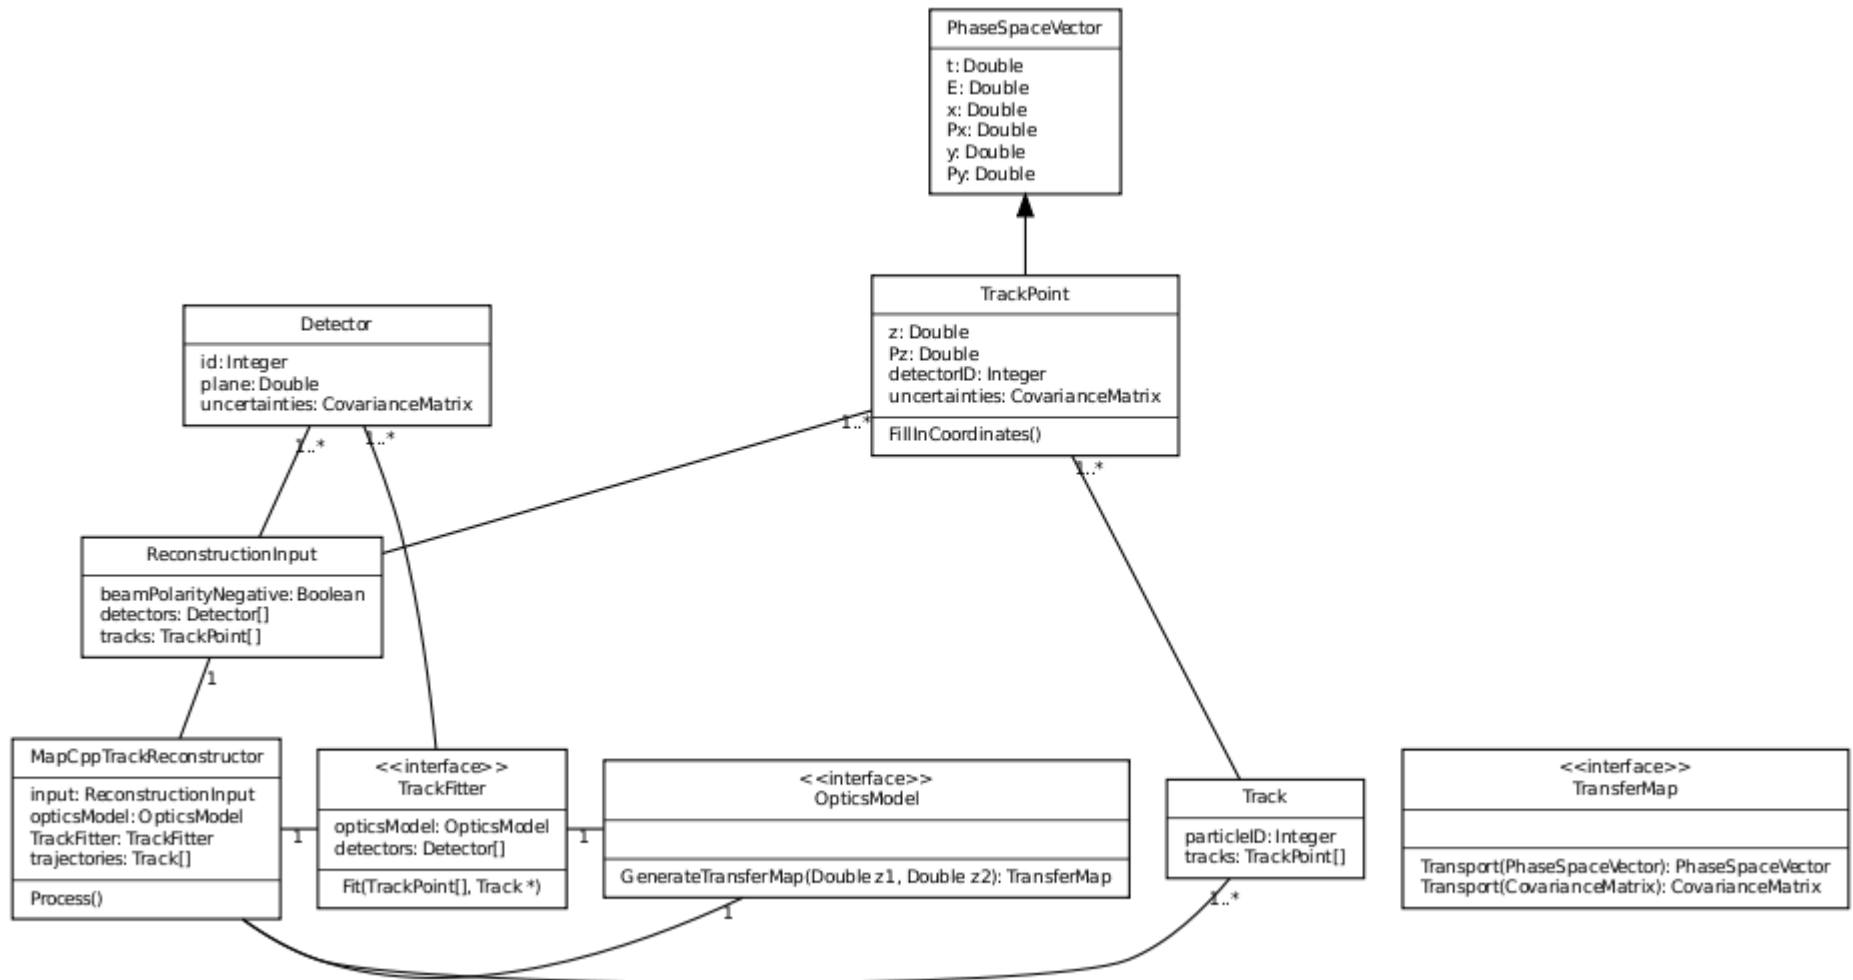 PhaseSpaceVector
t: Double
E: Double
x: Double
Px: Double
y: Double
Py: Double
TrackPoint
z: Double
Pz: Double
detectorID: Integer
uncertainties: CovarianceMatrix
FillInCoordinates()
1..*
1..*
Detector
id: Integer
plane: Double
uncertainties: CovarianceMatrix
1..*
1..*
ReconstructionInput
beamPolarityNegative: Boolean
detectors: Detector[]
tracks: TrackPoint[]
1
MapCppTrackReconstructor
input: ReconstructionInput
opticsModel: OpticsModel
TrackFitter: TrackFitter
trajectories: Track[]
Process()
1
<<interface>>
TrackFitter
opticsModel: OpticsModel
detectors: Detector[]
Fit(TrackPoint[], Track *)
1
<<interface>>
OpticsModel
GenerateTransferMap(Double z1, Double z2): TransferMap
1
Track
particleID: Integer
tracks: TrackPoint[]
1..*
<<interface>>
TransferMap
Transport(PhaseSpaceVector): PhaseSpaceVector
Transport(CovarianceMatrix): CovarianceMatrix